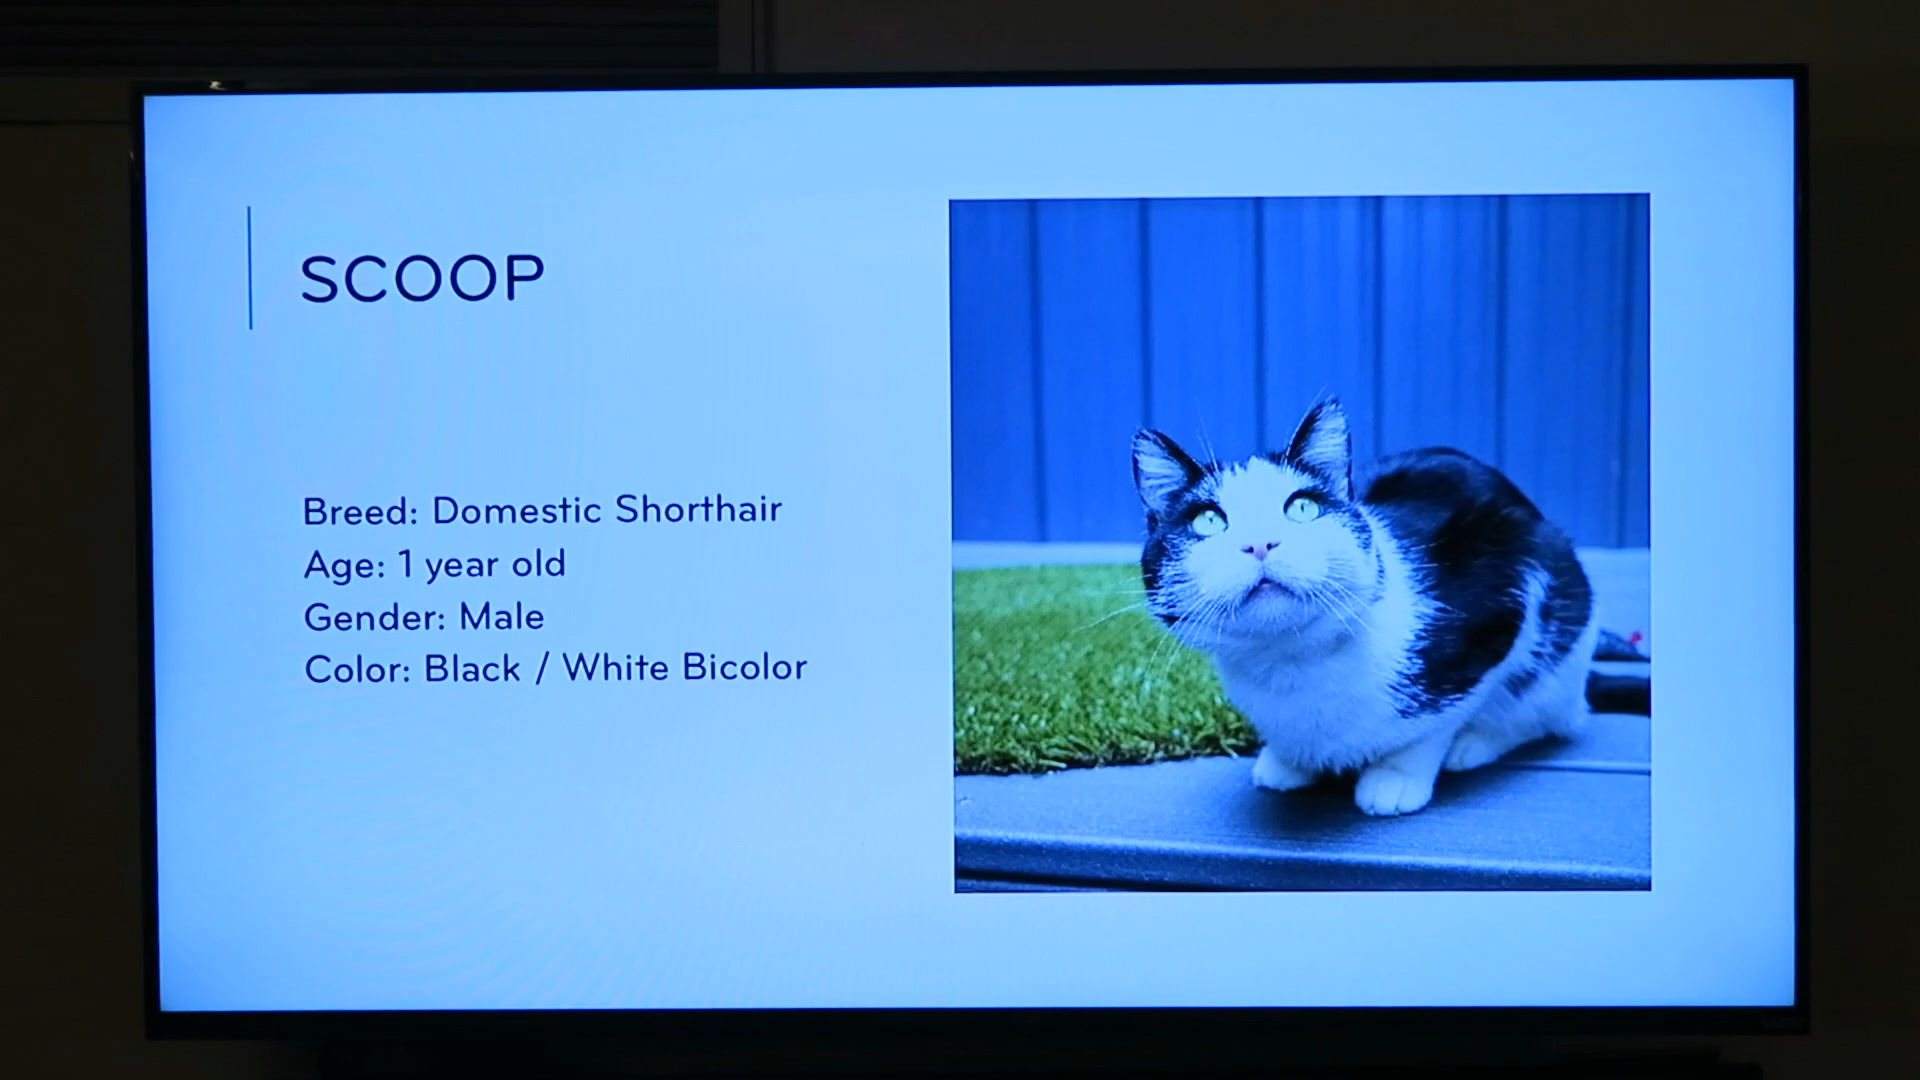 SCOOP
Breed: Domestic Shorthair
Age: 1 year old
Gender: Male
Color: Black / White Bicolor